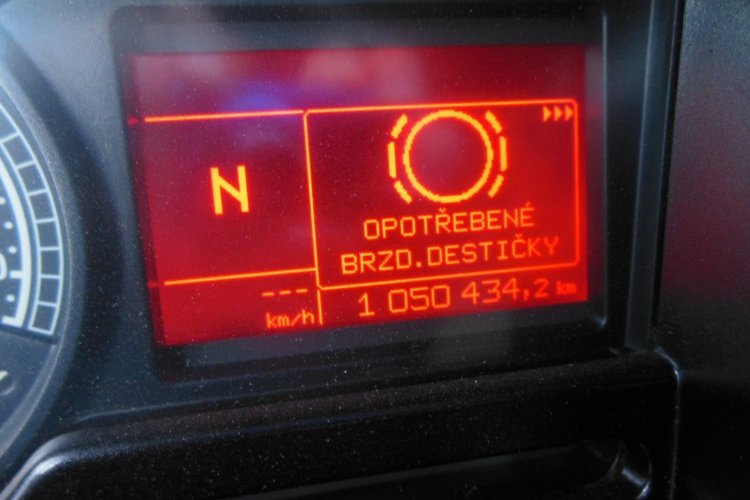 N
OPOTŘEBENÉ
BRZD.DESTIČKY
---
km/h
1 050 434,2 km